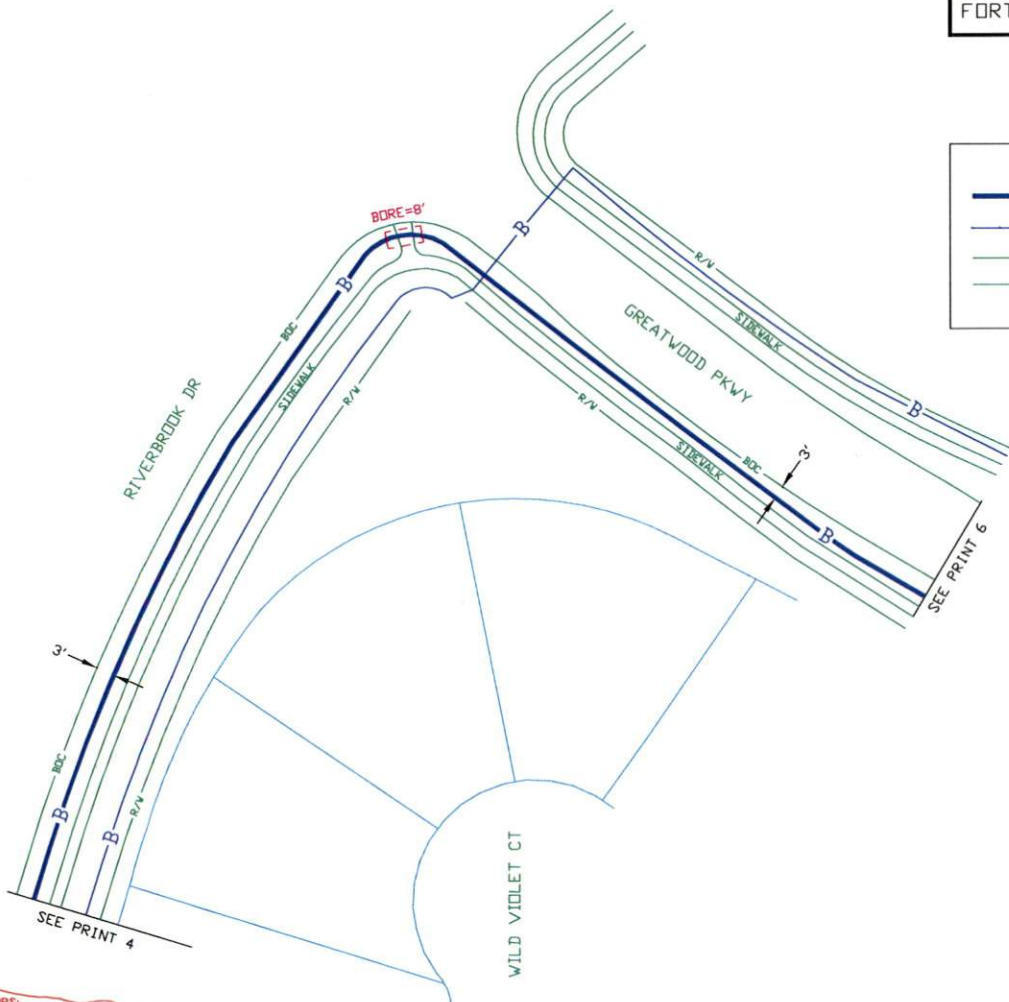 FORT
BORE=8'
B
B
R/W
BOC
SIDEWALK
GREATWOOD PKWY
SIDEWALK
RIVERBROOK DR
R/W
R/W
B
SIDEWALK
BOC
3'
B
SEE PRINT 6
3'
BOC
B
R/W
B
SEE PRINT 4
WILD VIOLET CT